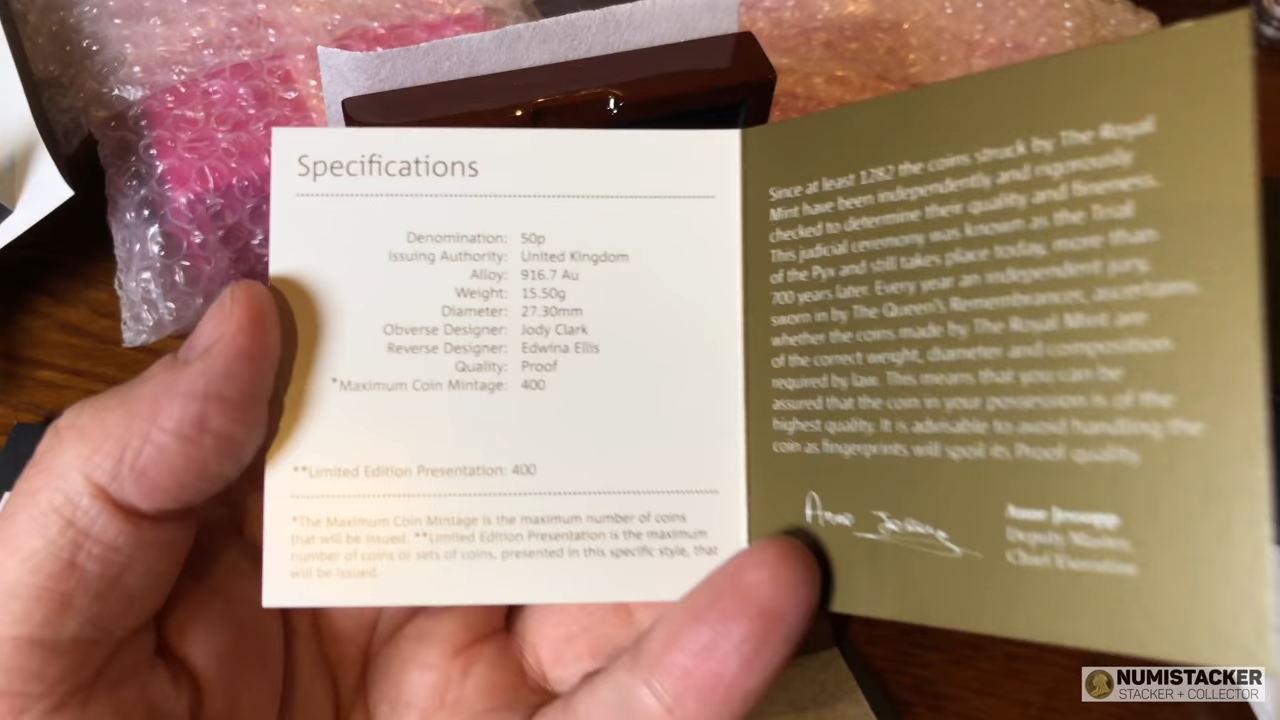 Specifications
Denomination: 50p
Issuing Authority: United Kingdom
Alloy: 916.7 Au
Weight: 15.50g
Diameter: 27.30mm
Obverse Designer: Jody Clark
Reverse Designer: Edwina Ellis
Quality: Proof
*Maximum Coin Mintage: 400
**Limited Edition Presentation: 400
*The Maximum Coin Mintage is the maximum number of coins
that will be issued. **Limited Edition Presentation is the maximum
number of coins or sets of coins, presented in this specific style, that
will be issued.
Since at least 1282 the coins struck by The Royal
Mint have been independently and rigorously
checked to determine their quality and fineness.
This judicial ceremony was known as the Trial
of the Pyx and still takes place today, more than
700 years later. Every year an independent jury,
sworn in by The Queen's Remembrancer, ascertains
whether the coins made by The Royal Mint are
of the correct weight, diameter and composition
required by law. This means that you can be
assured that the coin in your possession is of the
highest quality. It is advisable to avoid handling the
coin as fingerprints will spoil its Proof quality.
Anne Jessopp
Deputy Master,
Chief Executive
NUMISTACKER
STACKER + COLLECTOR